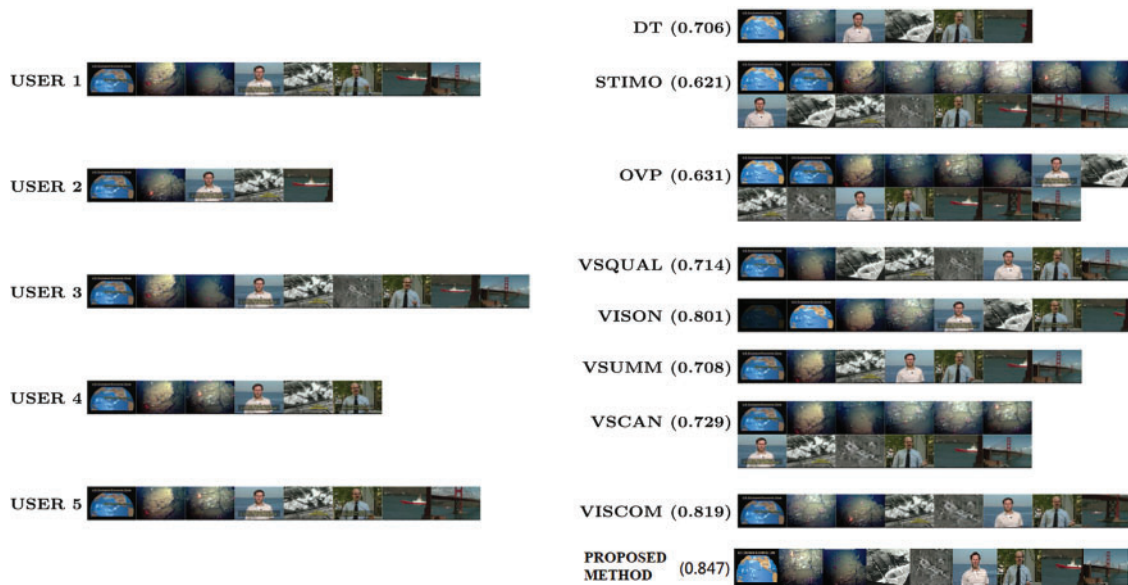 USER 1
USER 2
USER 3
USER 4
USER 5
DT (0.706)
STIMO (0.621)
OVP (0.631)
VSQUAL (0.714)
VISON (0.801)
VSUMM (0.708)
VSCAN (0.729)
VISCOM (0.819)
PROPOSED
METHOD (0.847)